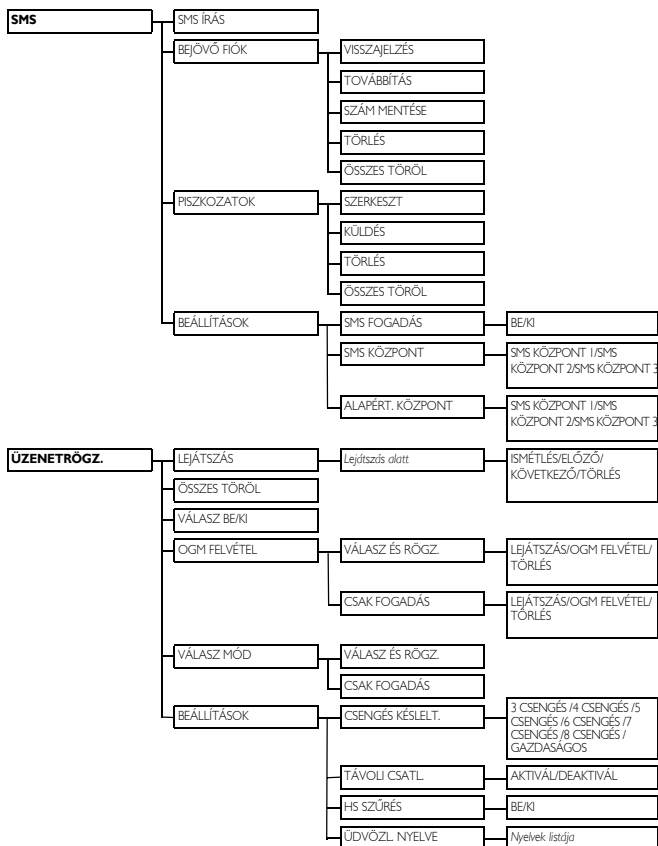 SMS
SMS ÍRÁS
BEJÖVŐ FIÓK
VISSZAJELZÉS
TOVÁBBÍTÁS
SZÁM MENTÉSE
TÖRLÉS
ÖSSZES TÖRÖL
PISZKOZATOK
SZERKESZT
KÜLDÉS
TÖRLÉS
ÖSSZES TÖRÖL
BEÁLLÍTÁSOK
SMS FOGADÁS
BE/KI
SMS KÖZPONT
SMS KÖZPONT 1/SMS
KÖZPONT 2/SMS KÖZPONT 3
ALAPÉRT. KÖZPONT
SMS KÖZPONT 1/SMS
KÖZPONT 2/SMS KÖZPONT 3
ÜZENETRÖGZ.
LEJÁTSZÁS
Lejátszás alatt
ISMÉTLÉS/ELŐZŐ/
KÖVETKEZŐ/TÖRLÉS
ÖSSZES TÖRÖL
VÁLASZ BE/KI
OGM FELVÉTEL
VÁLASZ ÉS RÖGZ.
LEJÁTSZÁS/OGM FELVÉTEL/
TÖRLÉS
CSAK FOGADÁS
LEJÁTSZÁS/OGM FELVÉTEL/
TÖRLÉS
VÁLASZ MÓD
VÁLASZ ÉS RÖGZ.
CSAK FOGADÁS
BEÁLLÍTÁSOK
CSENGÉS KÉSLELT.
3 CSENGÉS /4 CSENGÉS /5
CSENGÉS /6 CSENGÉS /7
CSENGÉS /8 CSENGÉS /
GAZDASÁGOS
TÁVOLI CSATL.
AKTIVÁL/DEAKTIVÁL
HS SZŰRÉS
BE/KI
ÜDVÖZL. NYELVE
Nyelvek listája